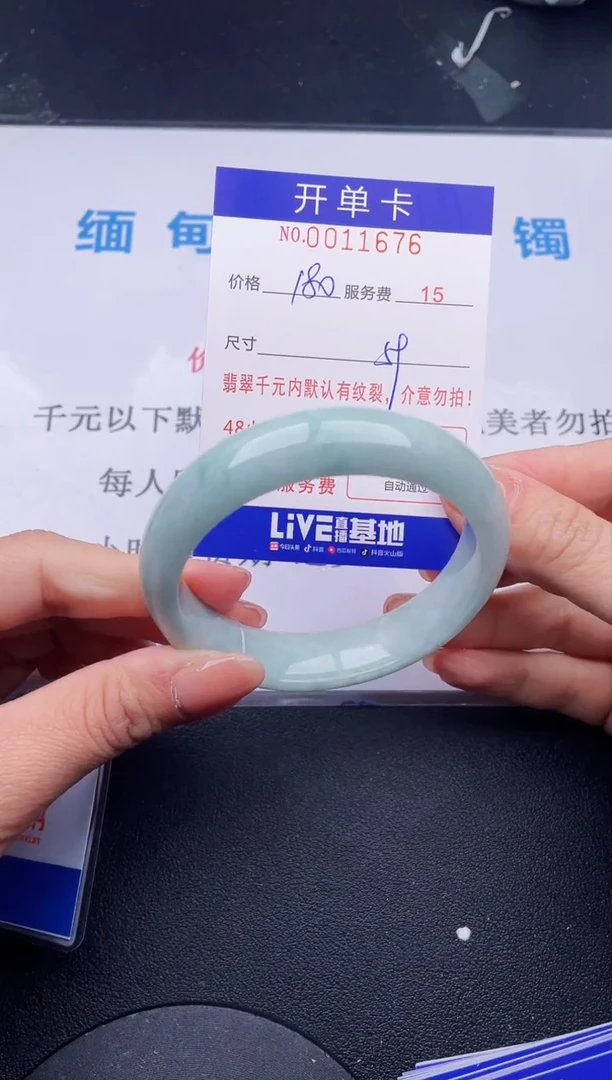 开单卡
缅甸 镯
NO.0011676
价格 180 服务费 15
尺寸 59
翡翠千元内默认有纹裂，介意勿拍！
千元以下默 美者勿拍
48
每人 服务费 自动通过
LiVE直播基地
今日头条 抖音 西瓜视频 抖音火山版